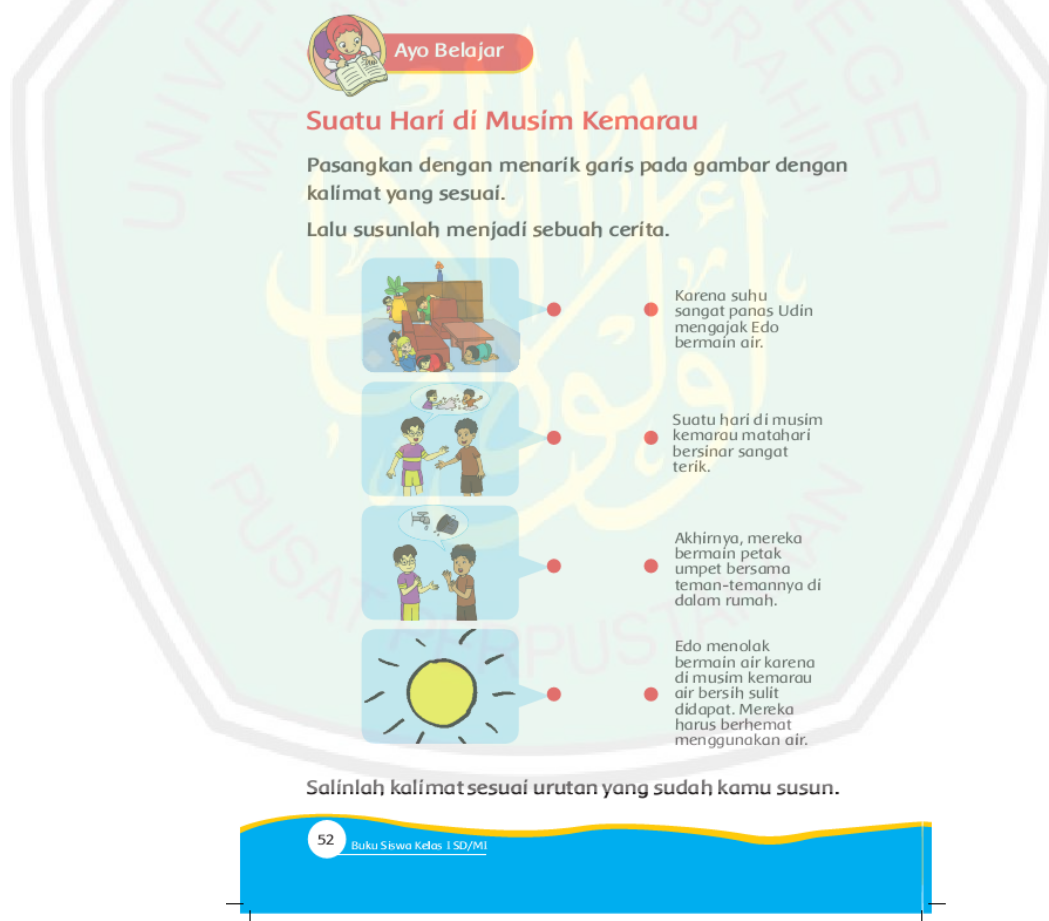 Ayo Belajar
Suatu Hari di Musim Kemarau
Pasangkan dengan menarik garis pada gambar dengan
kalimat yang sesuai.
Lalu susunlah menjadi sebuah cerita.
Karena suhu
sangat panas Udin
mengajak Edo
bermain air.
Suatu hari di musim
kemarau matahari
bersinar sangat
terik.
Akhirnya, mereka
bermain petak
umpet bersama
teman-temannya di
dalam rumah.
Edo menolak
bermain air karena
di musim kemarau
air bersih sulit
didapat. Mereka
harus berhemat
menggunakan air.
Salinlah kalimat sesuai urutan yang sudah kamu susun.
52
Buku Siswa Kelas I SD/MI
PUSAT PERPUSTAKAAN